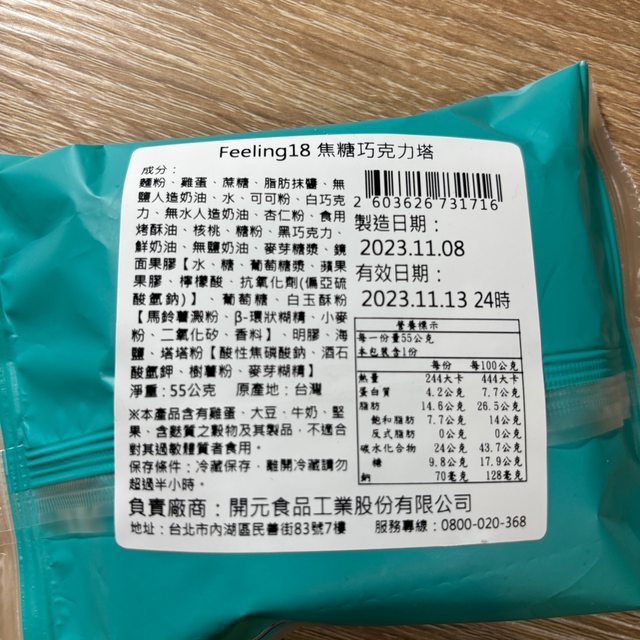 Feeling18 焦糖巧克力塔
成分：
麵粉、雞蛋、蔗糖、脂肪抹醬、無
鹽人造奶油、水、可可粉、白巧克
力、無水人造奶油、杏仁粉、食用
烤酥油、核桃、糖粉、黑巧克力、
鮮奶油、無鹽奶油、麥芽糖漿、鏡
面果膠【水、糖、葡萄糖漿、蘋果
果膠、檸檬酸、抗氧化劑(偏亞硫
酸氫鈉)】、葡萄糖、白玉酥粉
【馬鈴薯澱粉、β-環狀糊精、小麥
粉、二氧化矽、香料】、明膠、海
鹽、塔塔粉【酸性焦磷酸鈉、酒石
酸氫鉀、樹薯粉、麥芽糊精】
淨重：55公克 原產地：台灣
※本產品含有雞蛋、大豆、牛奶、堅
果、含麩質之穀物及其製品，不適合
對其過敏體質者食用。
保存條件：冷藏保存，離開冷藏請勿
超過半小時。
2 603626 731716
製造日期：
2023.11.08
有效日期：
2023.11.13 24時
營養標示
每一份量55公克
本包裝含1份
每份 每100公克
熱量 244大卡 444大卡
蛋白質 4.2公克 7.7公克
脂肪 14.6公克 26.5公克
飽和脂肪 7.7公克 14公克
反式脂肪 0公克 0公克
碳水化合物 24公克 43.7公克
糖 9.8公克 17.9公克
鈉 70毫克 128毫克
負責廠商：開元食品工業股份有限公司
地址：台北市內湖區民善街83號7樓 服務專線：0800-020-368